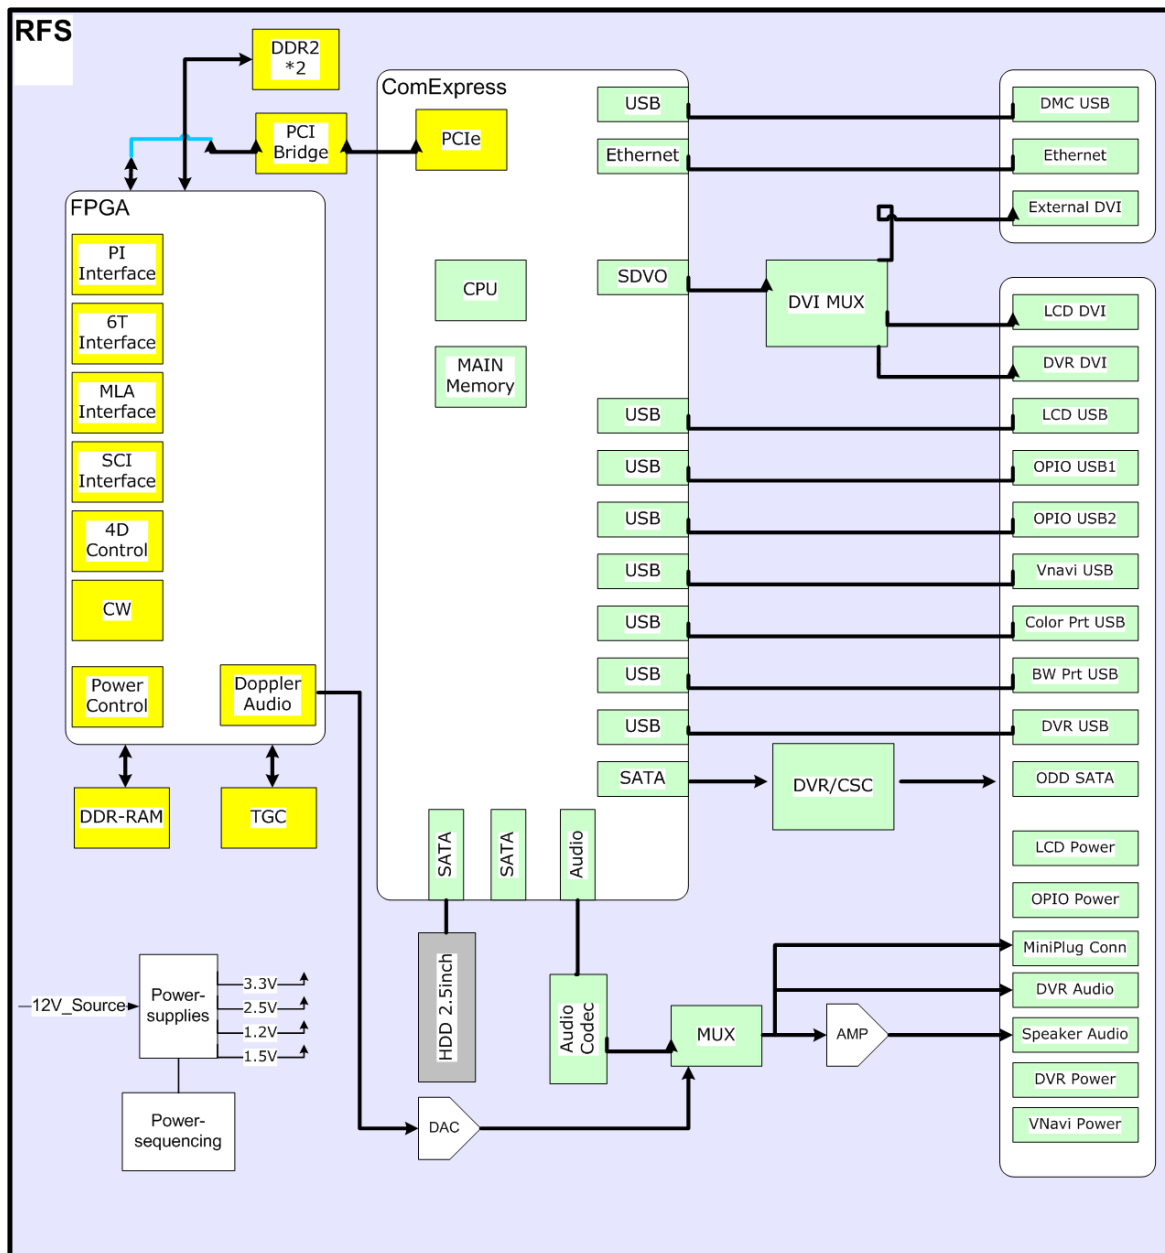 RFS
DDR2
*2
PCI
Bridge
FPGA
PI
Interface
6T
Interface
MLA
Interface
SCI
Interface
4D
Control
CW
Power
Control
Doppler
Audio
DDR-RAM
TGC
ComExpress
PCIe
CPU
MAIN
Memory
USB
Ethernet
SDVO
USB
USB
USB
USB
USB
USB
USB
SATA
SATA
SATA
Audio
DVI MUX
DVR/CSC
DMC USB
Ethernet
External DVI
LCD DVI
DVR DVI
LCD USB
OPIO USB1
OPIO USB2
Vnavi USB
Color Prt USB
BW Prt USB
DVR USB
ODD SATA
LCD Power
OPIO Power
MiniPlug Conn
DVR Audio
Speaker Audio
DVR Power
VNavi Power
HDD 2.5inch
Audio
Codec
MUX
AMP
DAC
12V_Source
Power-
supplies
3.3V
2.5V
1.2V
1.5V
Power-
sequencing